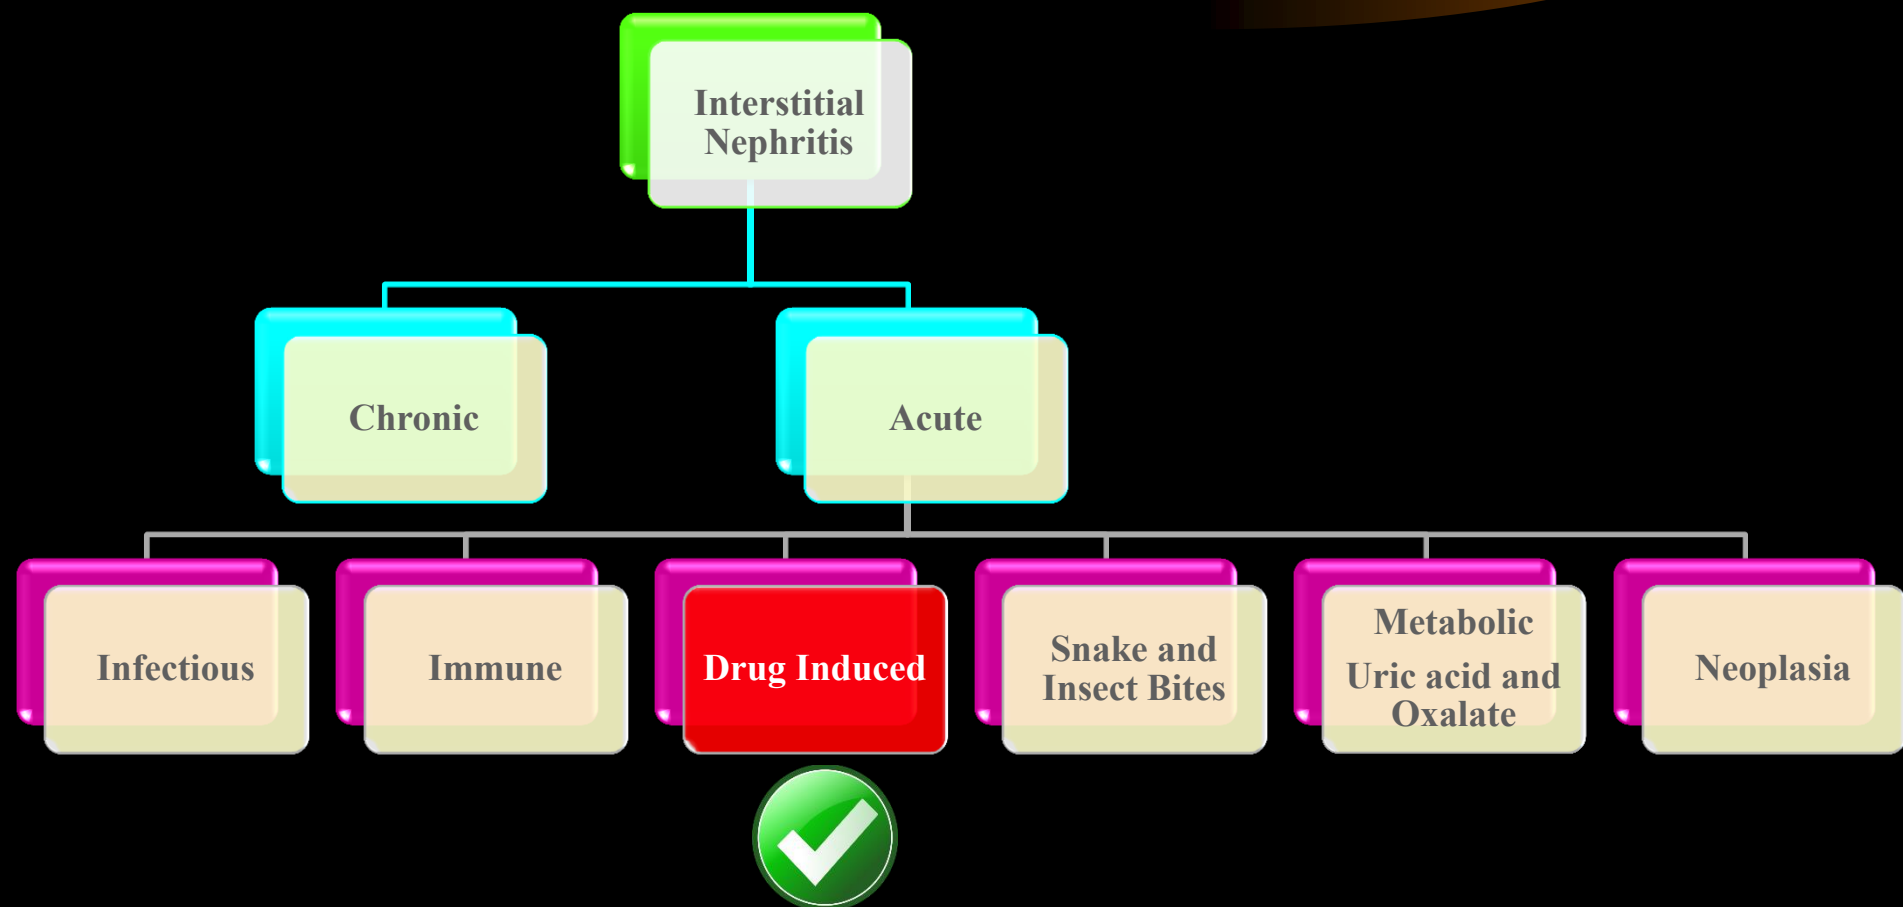 Interstitial
Nephritis
Chronic
Acute
Infectious
Immune
Drug Induced
Snake and
Insect Bites
Metabolic
Uric acid and
Oxalate
Neoplasia